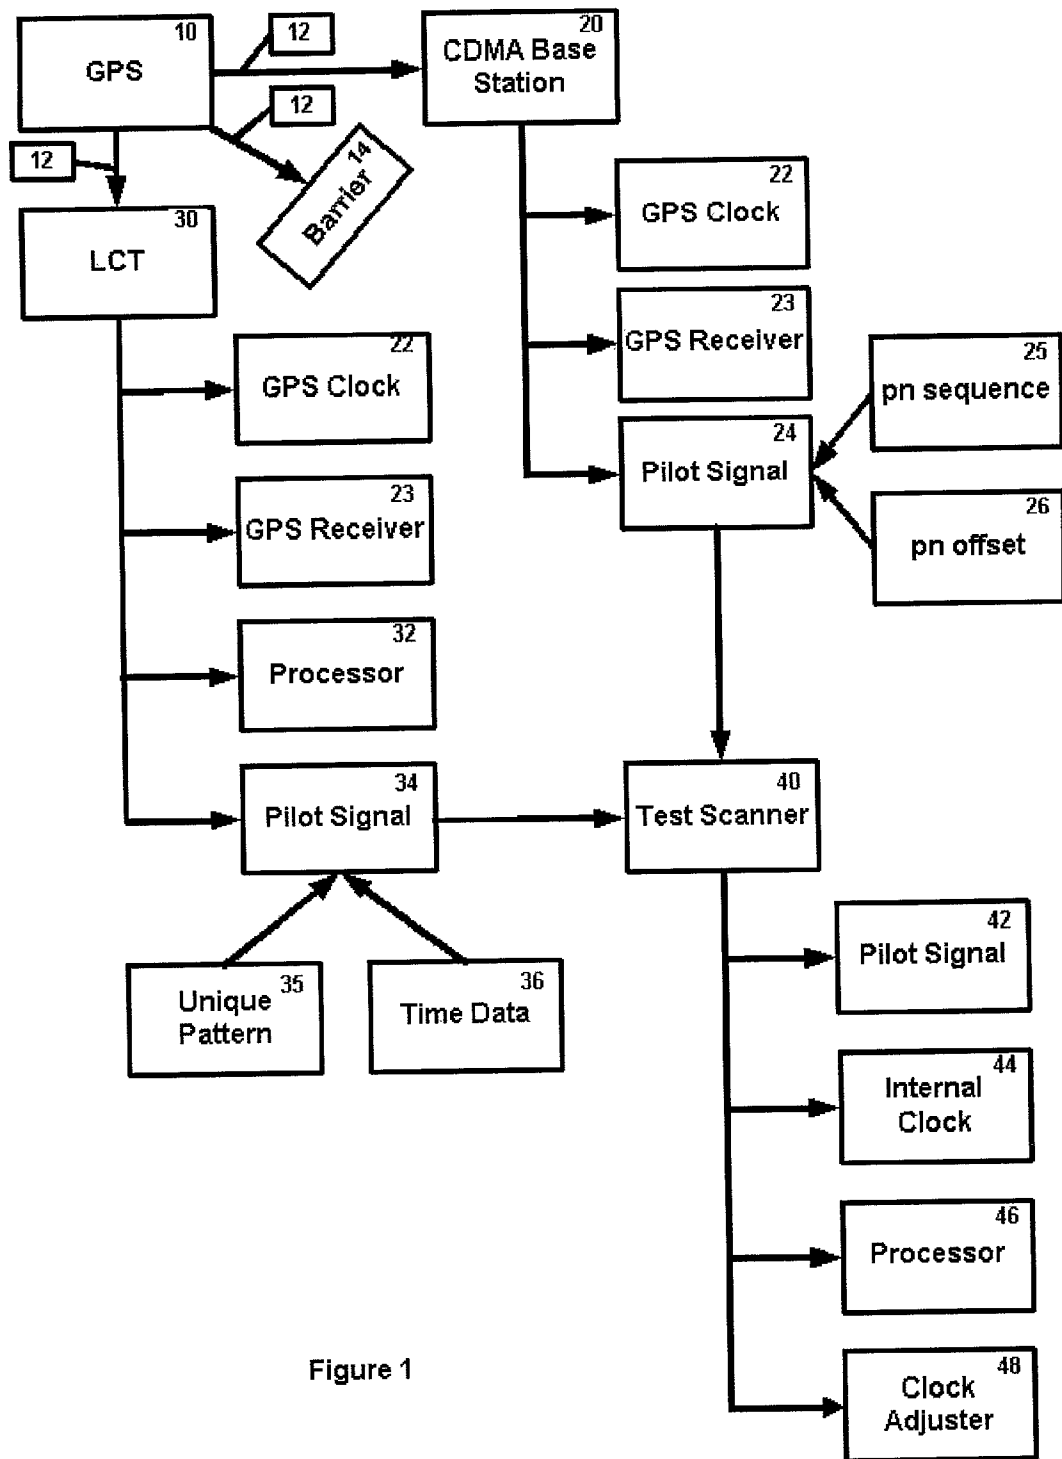 10
GPS
12
12
12
20
CDMA Base
Station
14
Barrier
30
LCT
22
GPS Clock
23
GPS Receiver
24
Pilot Signal
25
pn sequence
26
pn offset
22
GPS Clock
23
GPS Receiver
32
Processor
34
Pilot Signal
35
Unique
Pattern
36
Time Data
40
Test Scanner
42
Pilot Signal
44
Internal
Clock
46
Processor
48
Clock
Adjuster
Figure 1